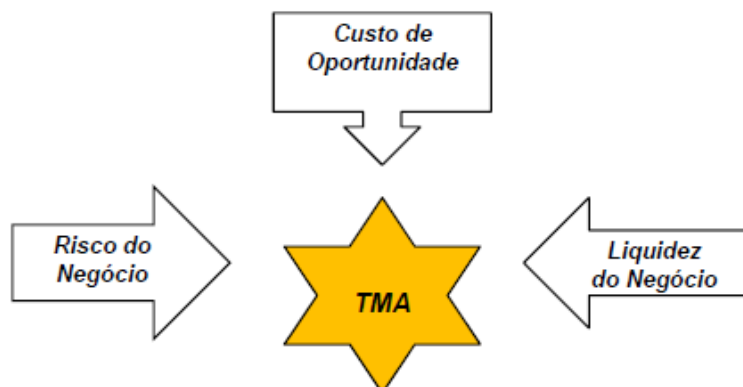 Custo de
Oportunidade
Risco do
Negócio
TMA
Liquidez
do Negócio